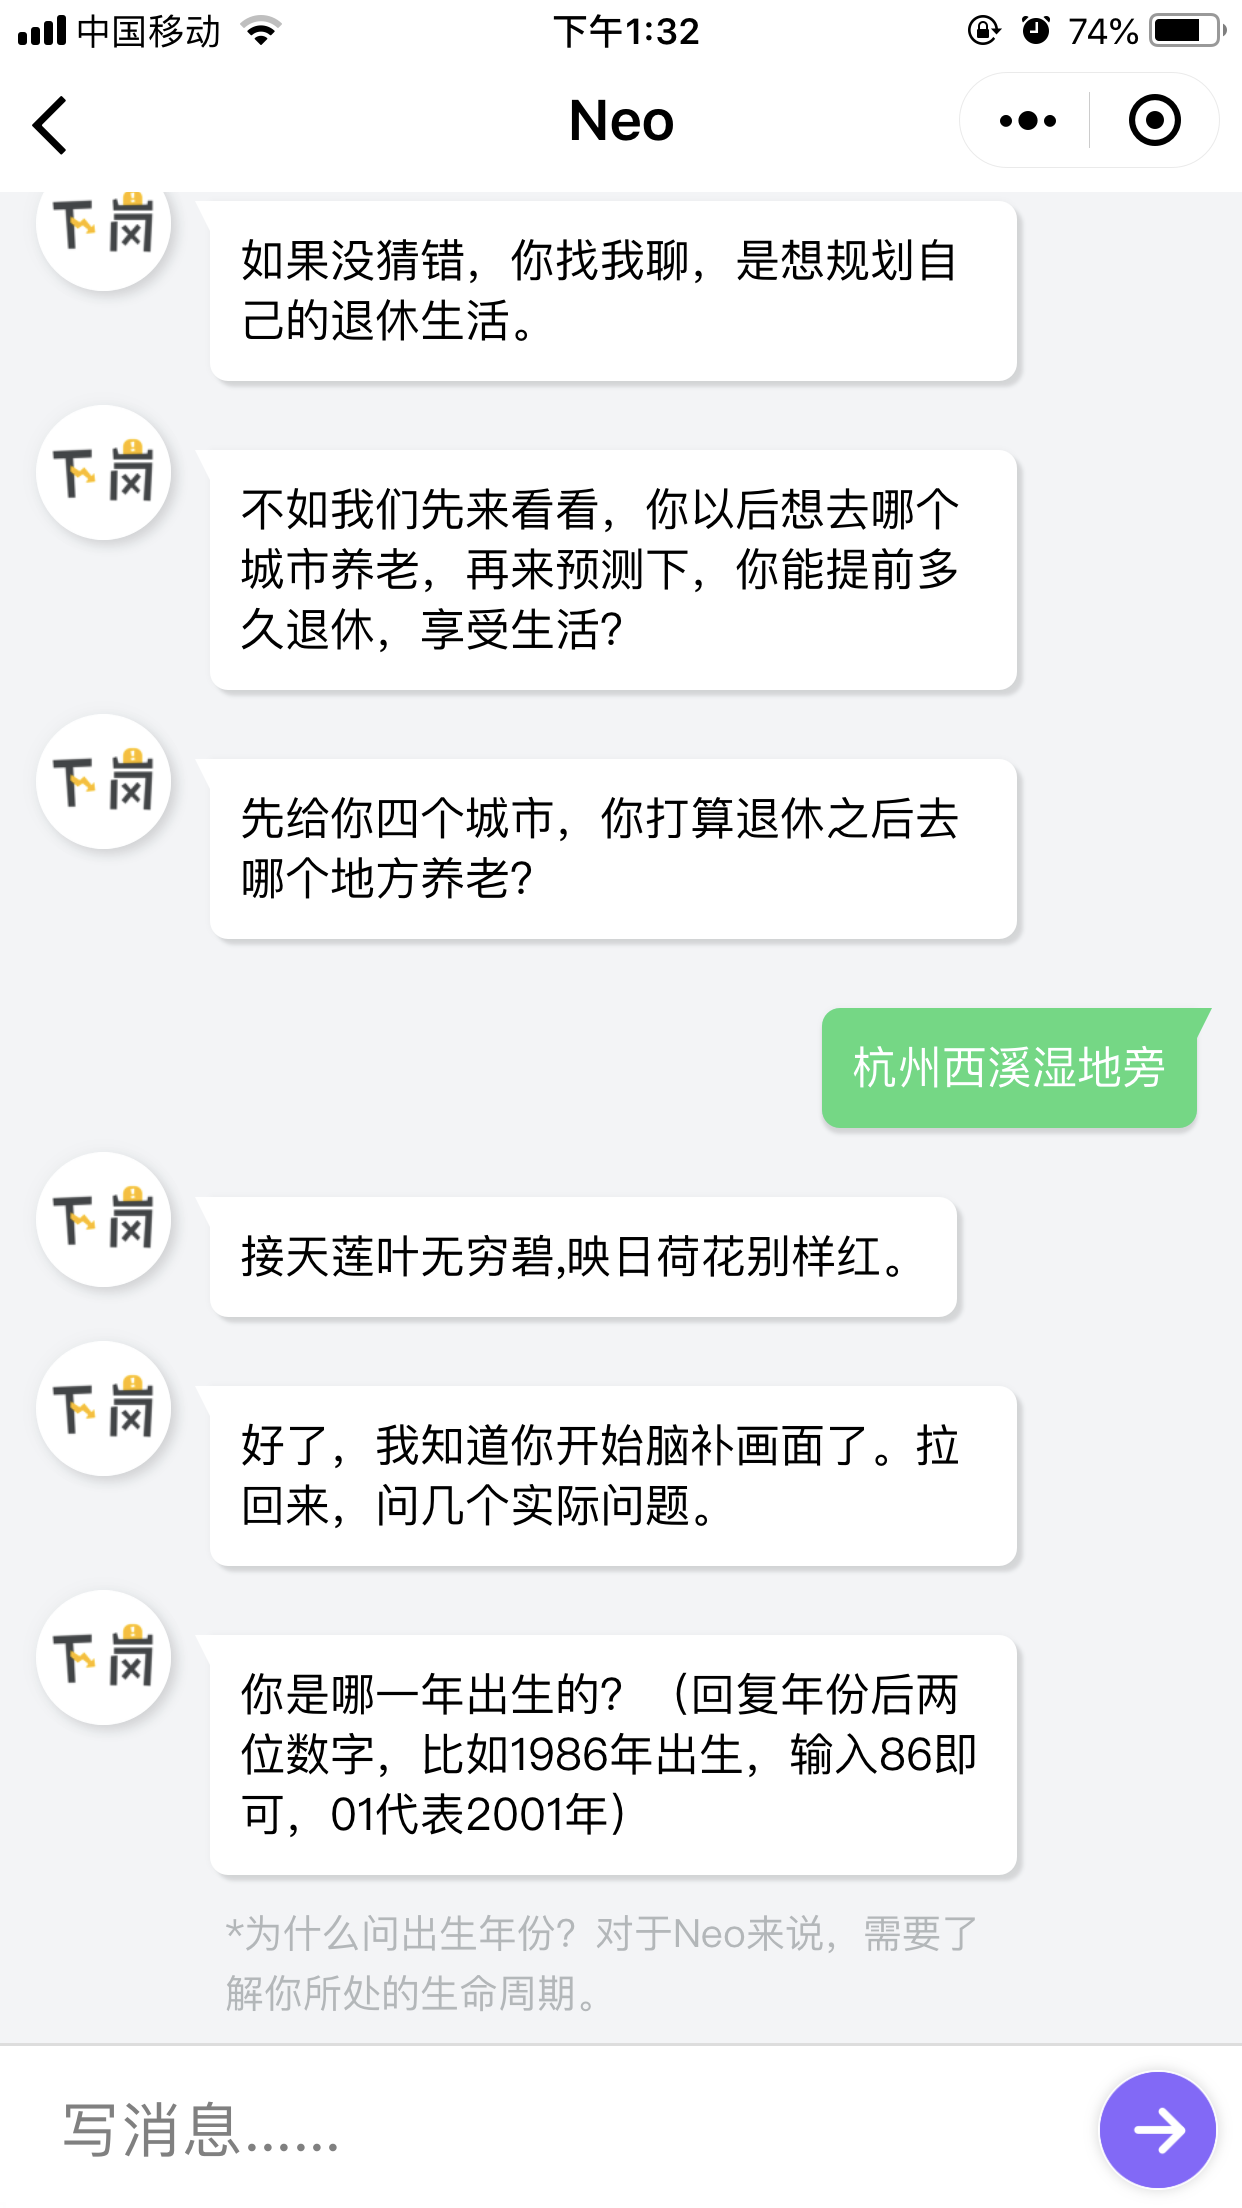 中国移动
下午1:32
74%
Neo
下岗
如果没猜错，你找我聊，是想规划自
己的退休生活。
下岗
不如我们先来看看，你以后想去哪个
城市养老，再来预测下，你能提前多
久退休，享受生活？
下岗
先给你四个城市，你打算退休之后去
哪个地方养老？
杭州西溪湿地旁
下岗
接天莲叶无穷碧,映日荷花别样红。
下岗
好了，我知道你开始脑补画面了。拉
回来，问几个实际问题。
下岗
你是哪一年出生的？（回复年份后两
位数字，比如1986年出生，输入86即
可，01代表2001年）
*为什么问出生年份？对于Neo来说，需要了
解你所处的生命周期。
写消息......